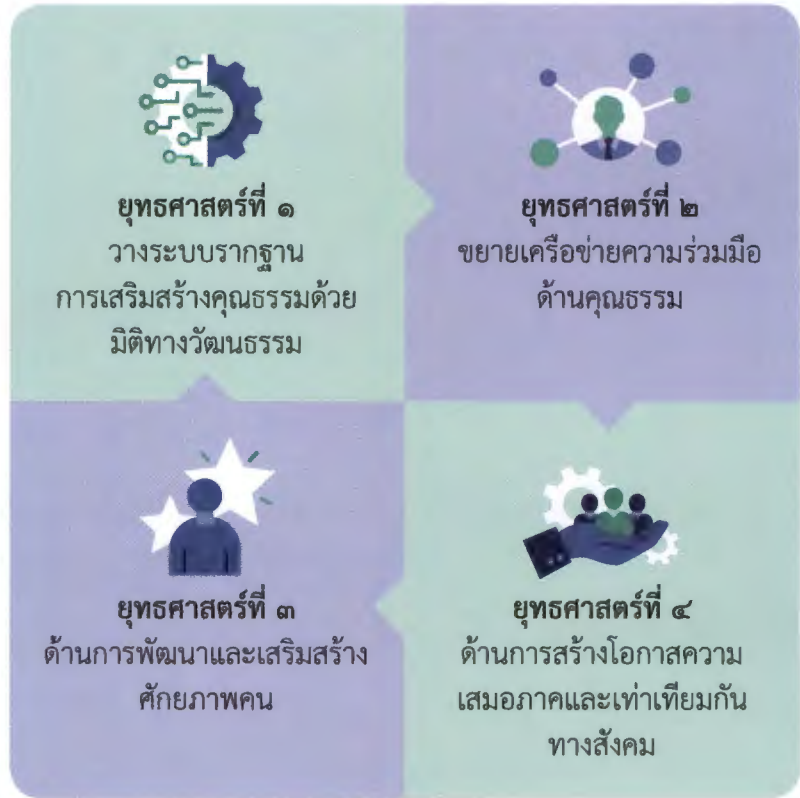 ยุทธศาสตร์ที่ ๑
วางระบบรากฐาน
การเสริมสร้างคุณธรรมด้วย
มิติทางวัฒนธรรม
ยุทธศาสตร์ที่ ๒
ขยายเครือข่ายความร่วมมือ
ด้านคุณธรรม
ยุทธศาสตร์ที่ ๓
ด้านการพัฒนาและเสริมสร้าง
ศักยภาพคน
ยุทธศาสตร์ที่ ๔
ด้านการสร้างโอกาสความ
เสมอภาคและเท่าเทียมกัน
ทางสังคม